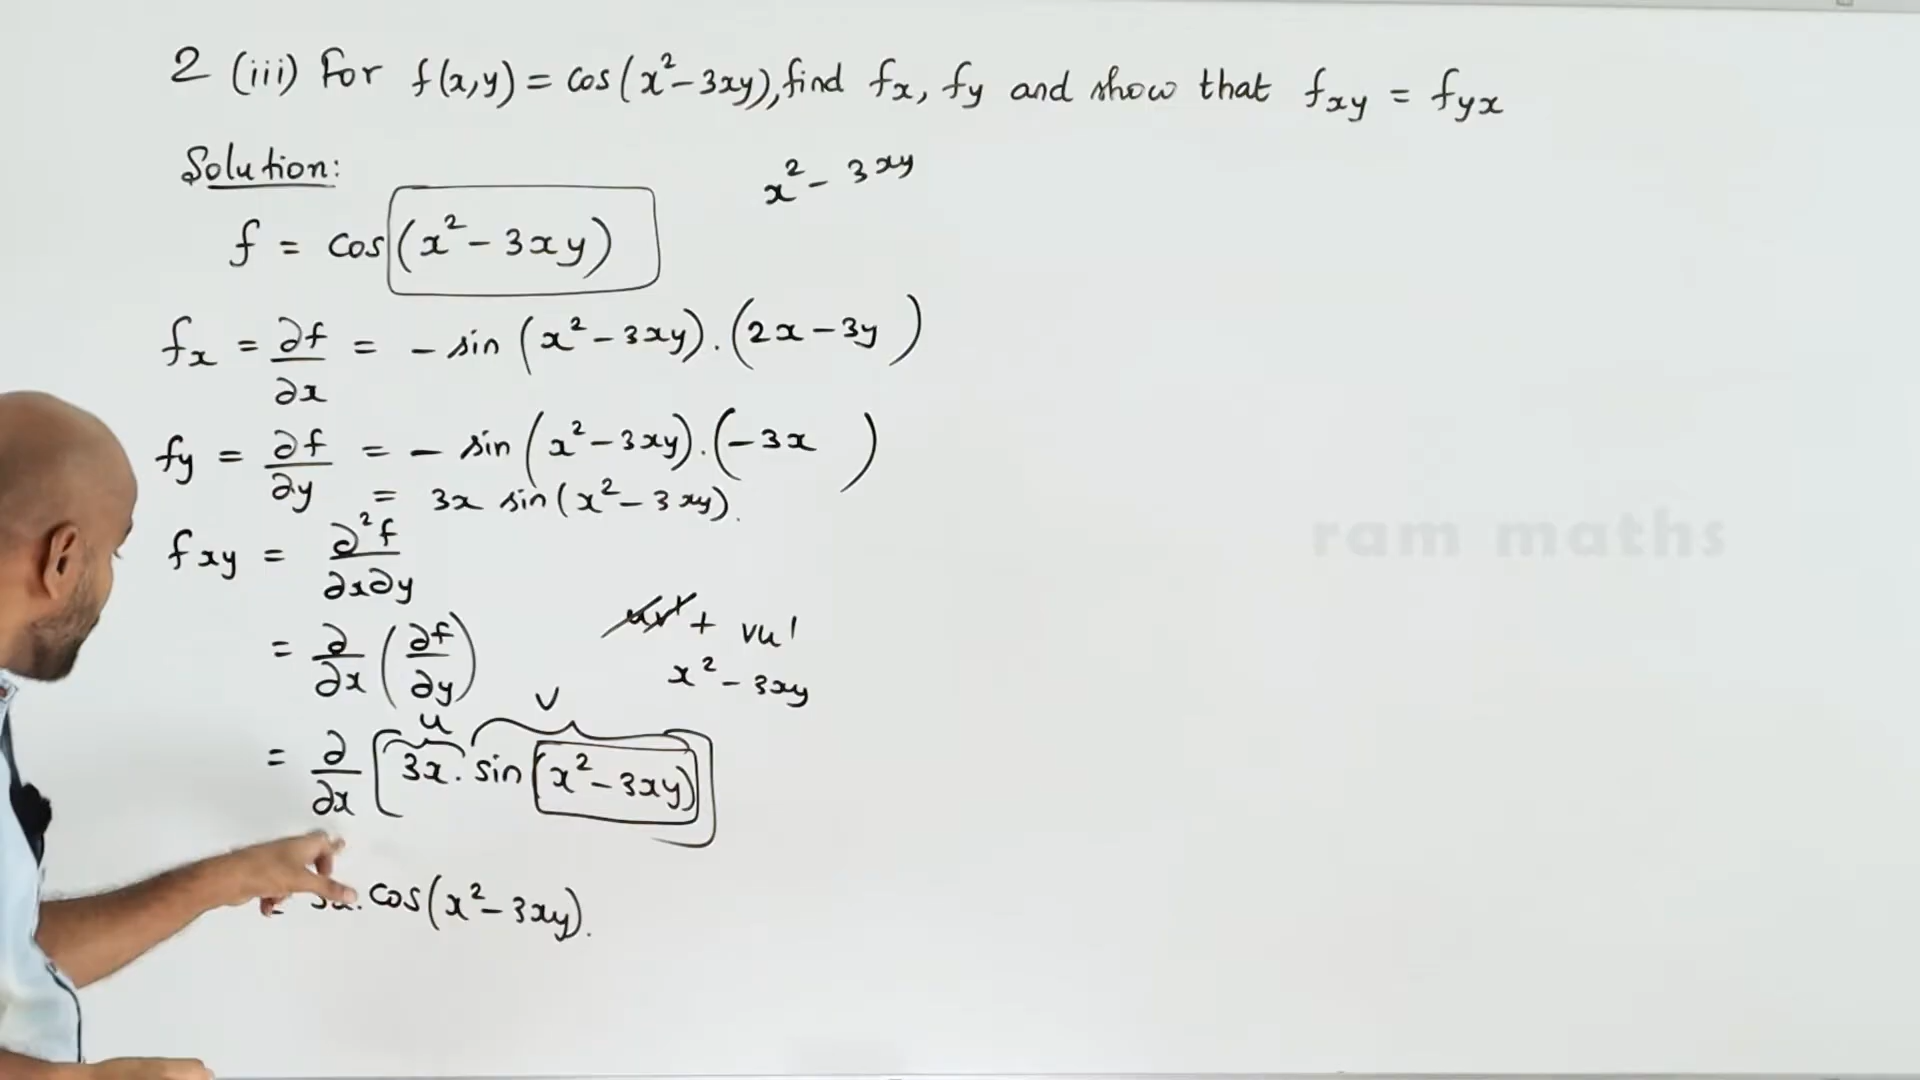 2 (iii) For f(x,y) = cos(x²-3xy), find fx, fy and show that fxy = fyx
Solution:
x² - 3xy
f = cos(x² - 3xy)
fx = ∂f/∂x = - sin(x² - 3xy).(2x - 3y)
fy = ∂f/∂y = - sin(x² - 3xy).(-3x )
= 3x sin(x² - 3xy).
fxy = ∂²f/∂x∂y
uv' + vu'
= ∂/∂x (∂f/∂y)
x² - 3xy
u v
= ∂/∂x [3x. sin(x² - 3xy)]
= cos(x² - 3xy).
ram maths